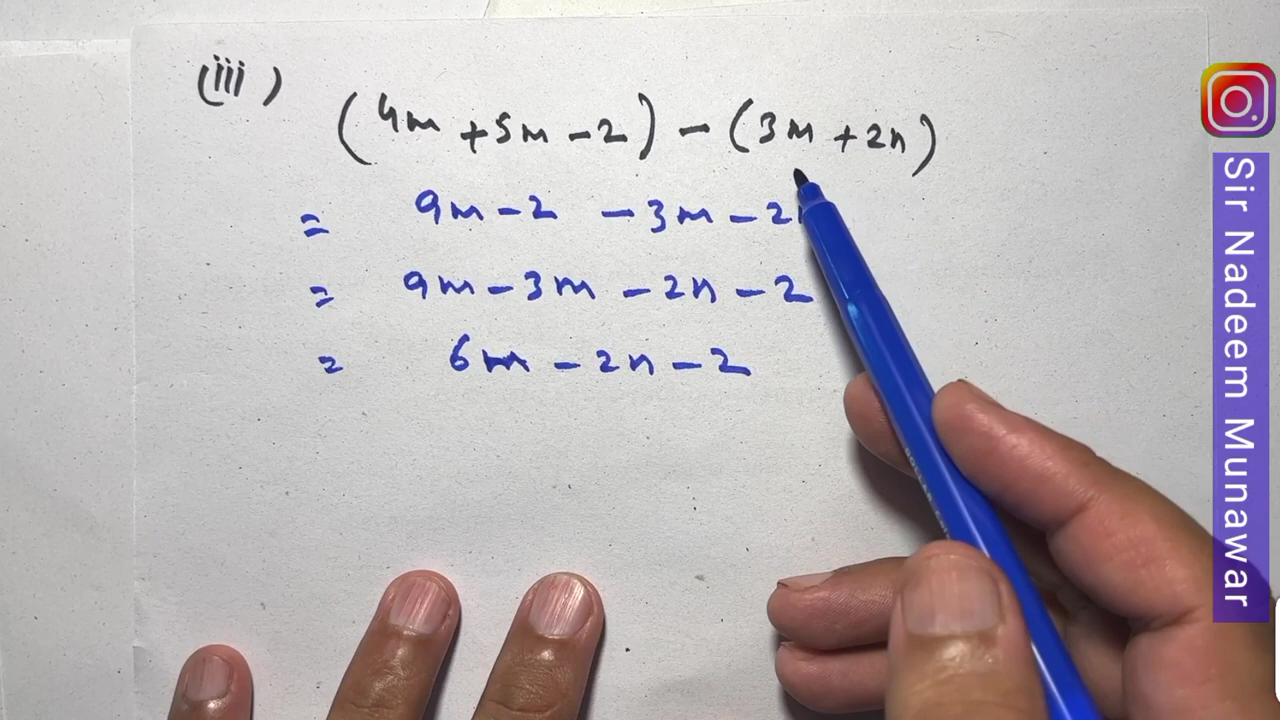 (iii)
(4m + 5m - 2) - (3m + 2n)
= 9m - 2 - 3m - 2
= 9m - 3m - 2n - 2
= 6m - 2n - 2
Sir Nadeem Munawar